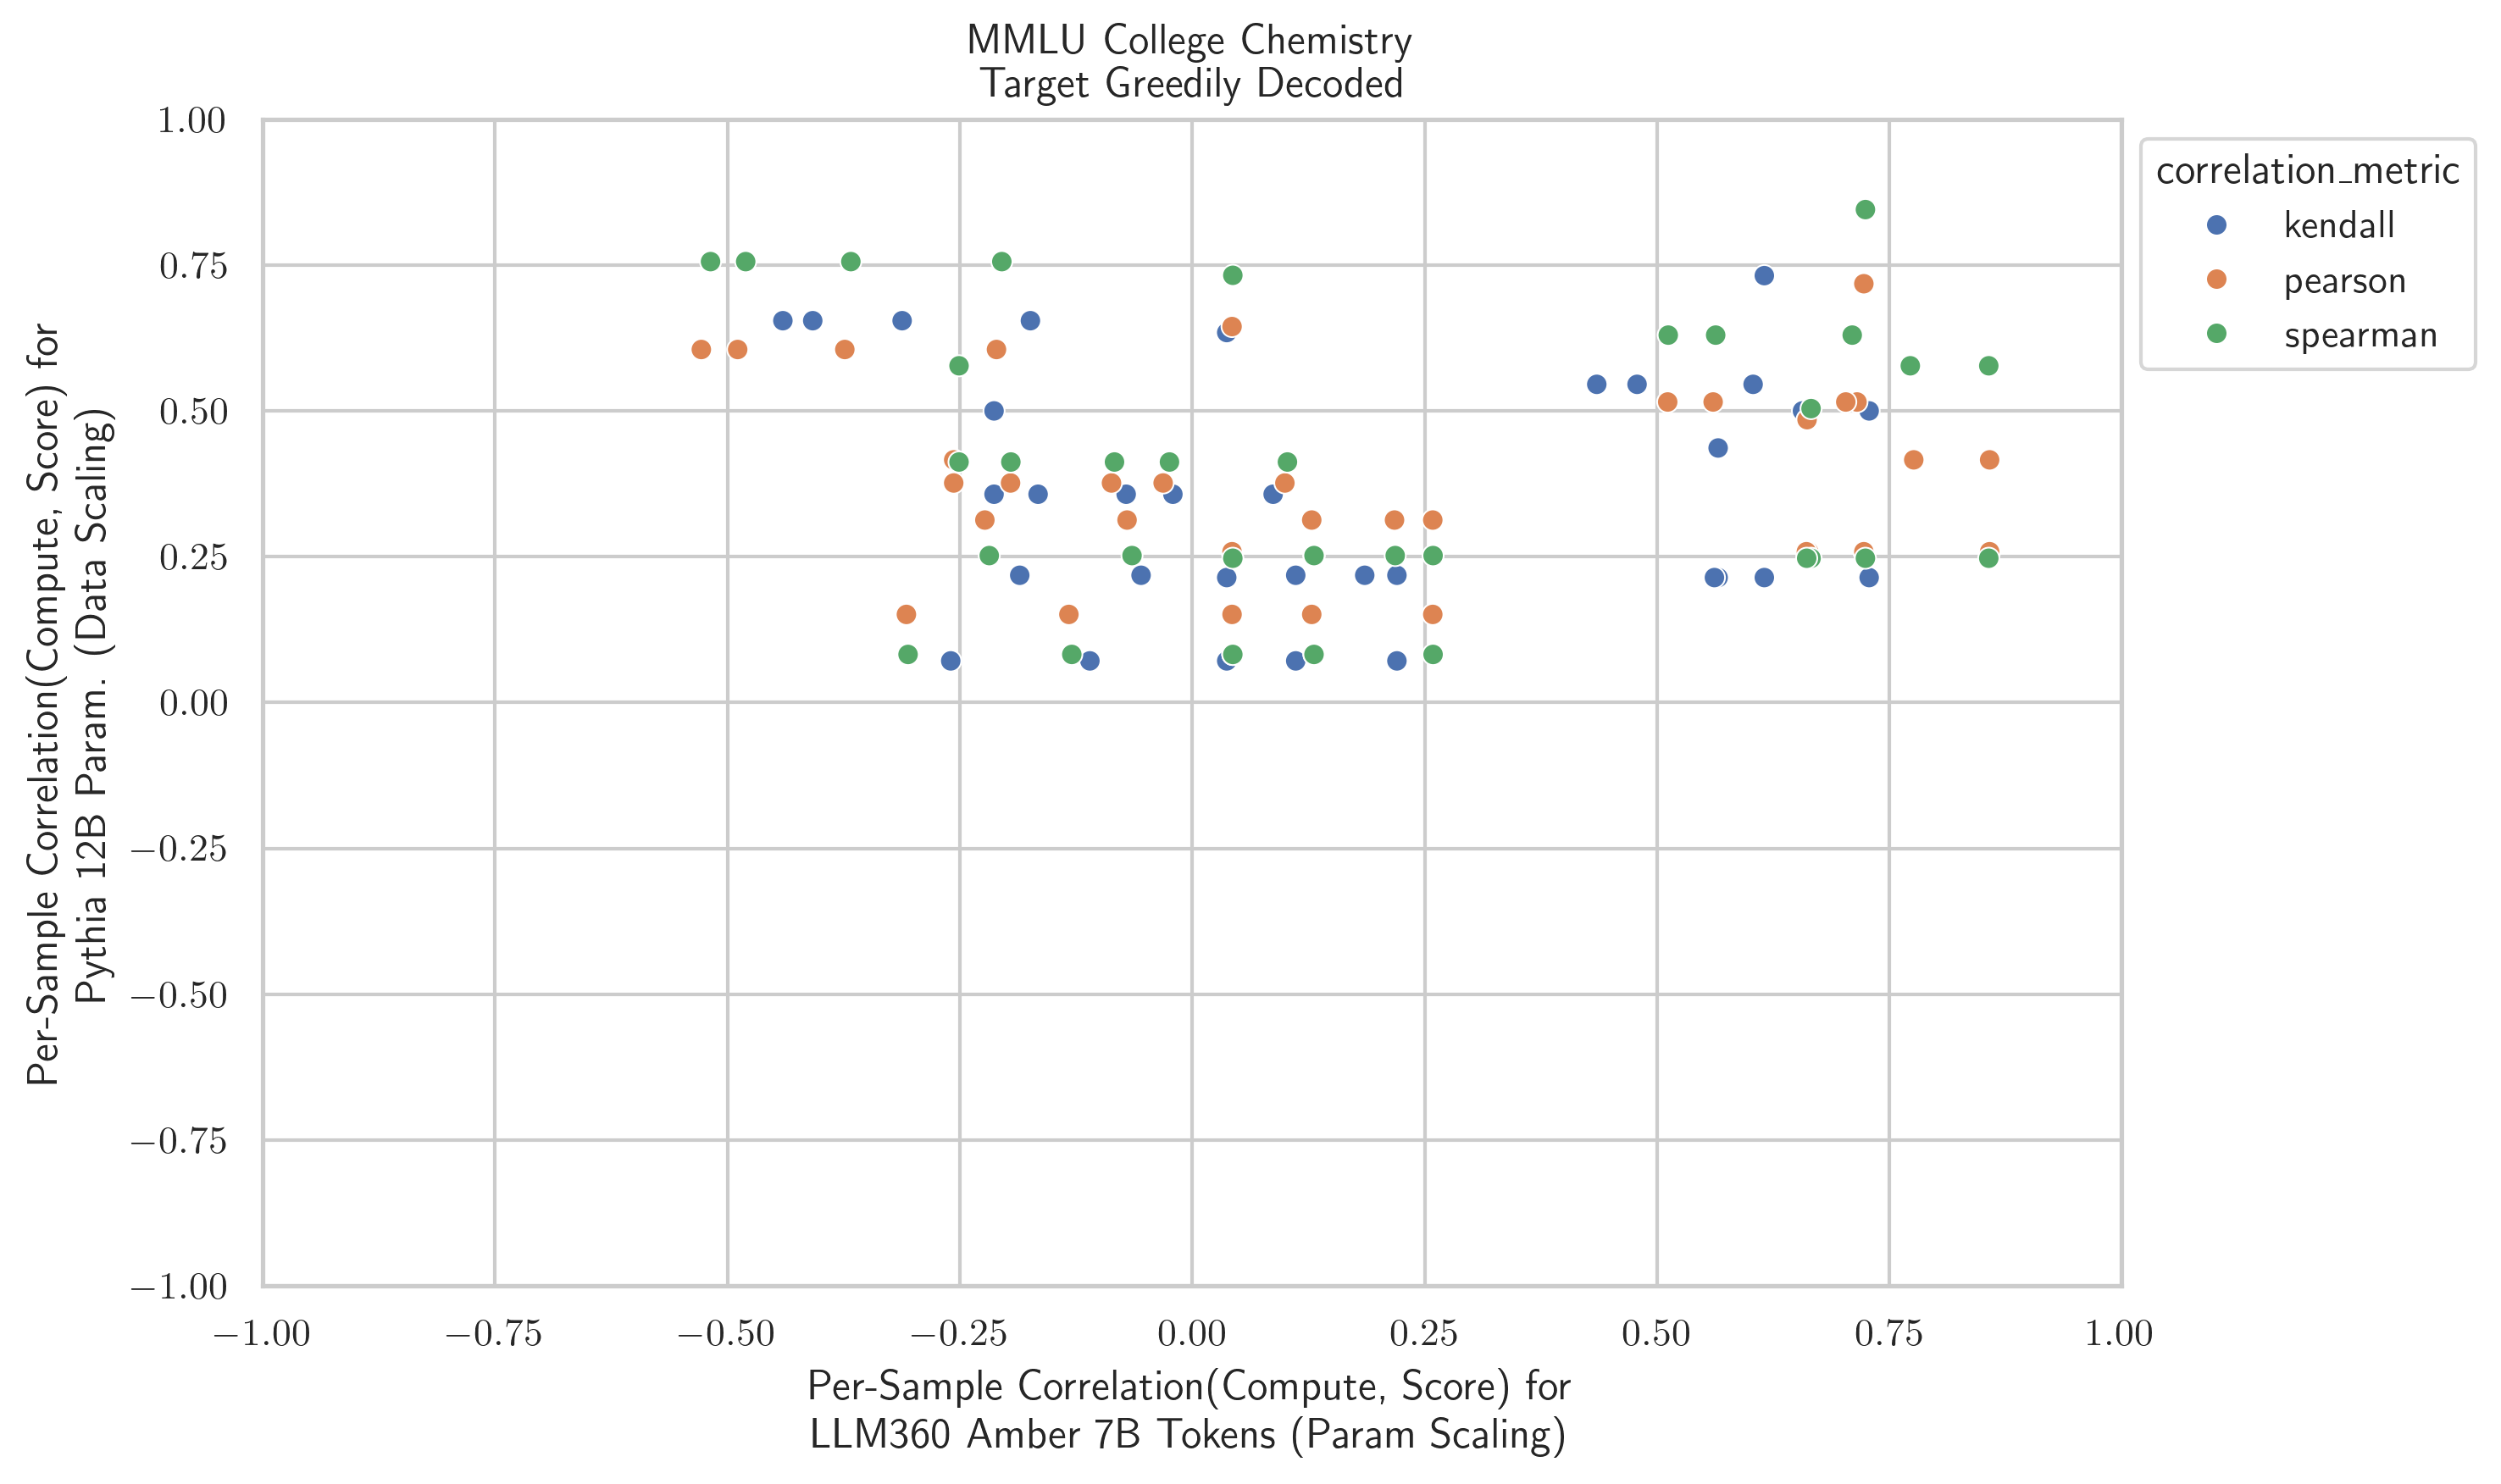 MMLU College Chemistry
Target Greedily Decoded
Per-Sample Correlation(Compute, Score) for
Pythia 12B Param. (Data Scaling)
1.00
0.75
0.50
0.25
0.00
−0.25
−0.50
−0.75
−1.00
−1.00 −0.75 −0.50 −0.25 0.00 0.25 0.50 0.75 1.00
Per-Sample Correlation(Compute, Score) for
LLM360 Amber 7B Tokens (Param Scaling)
correlation_metric
kendall
pearson
spearman